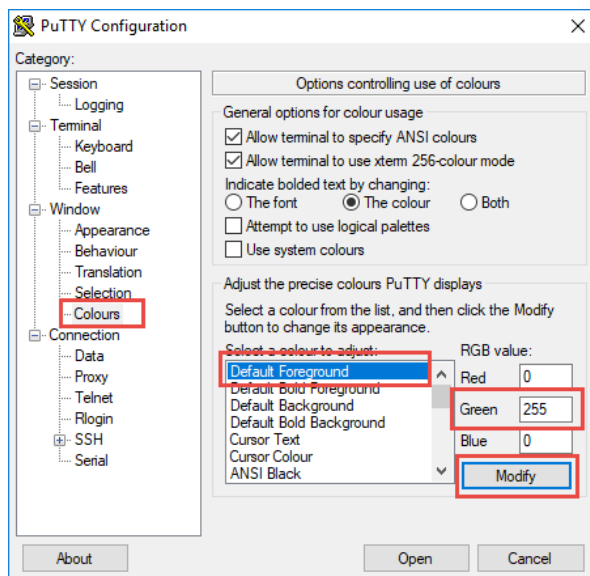 PuTTY Configuration
Category:
Session
Logging
Terminal
Keyboard
Bell
Features
Window
Appearance
Behaviour
Translation
Selection
Colours
Connection
Data
Proxy
Telnet
Rlogin
SSH
Serial
Options controlling use of colours
General options for colour usage
Allow terminal to specify ANSI colours
Allow terminal to use xterm 256-colour mode
Indicate bolded text by changing:
The font The colour Both
Attempt to use logical palettes
Use system colours
Adjust the precise colours PuTTY displays
Select a colour from the list, and then click the Modify
button to change its appearance.
Select a colour to adjust:
Default Foreground
Default Bold Foreground
Default Background
Default Bold Background
Cursor Text
Cursor Colour
ANSI Black
RGB value:
Red 0
Green 255
Blue 0
Modify
About Open Cancel